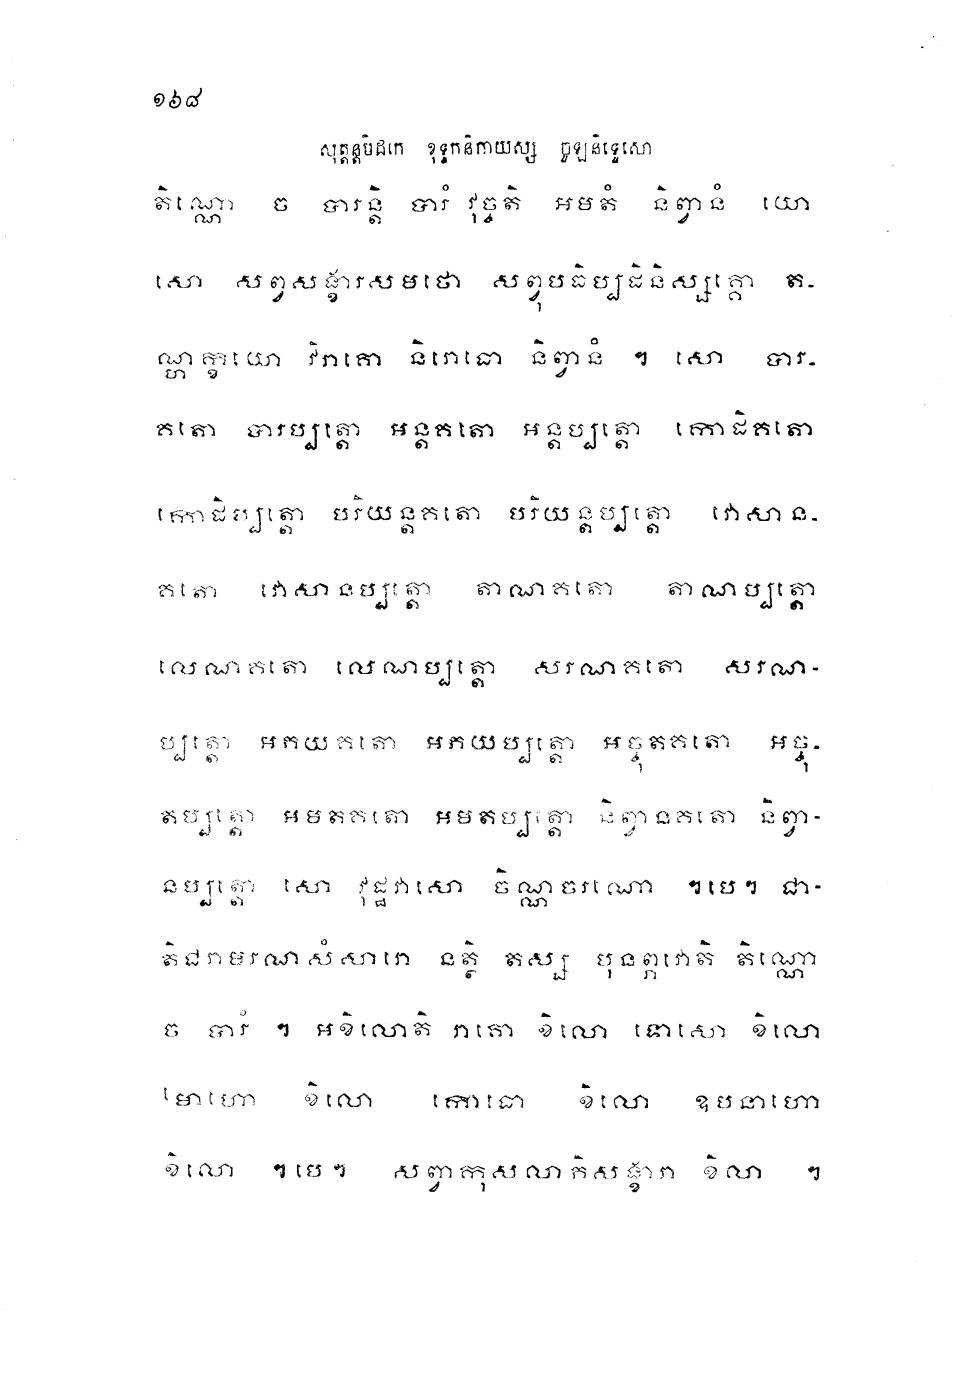 ១៦៨
សុត្តន្តបិដកេ ខុទ្ទកនិកាយស្ស ចូឡនិទ្ទេសោ
តិណ្ណោ ច បារន្តិ បារំ វុច្ចតិ អមតំ និព្វានំ យោ
សោ សព្វសង្ខារសមថោ សព្វុបធិប្បដិនិស្សគ្គោ ត-
ណ្ហក្ខយោ វិរាគោ និរោធោ និព្វានំ ។ សោ បារ-
គតោ បារប្បត្តោ អន្តគតោ អន្តប្បត្តោ កោដិគតោ
កោដិប្បត្តោ បរិយន្តគតោ បរិយន្តប្បត្តោ វោសាន-
គតោ វោសានប្បត្តោ តាណគតោ តាណប្បត្តោ
លេណគតោ លេណប្បត្តោ សរណគតោ សរណ-
ប្បត្តោ អភយគតោ អភយប្បត្តោ អច្ចុតគតោ អច្ចុ-
តប្បត្តោ អមតគតោ អមតប្បត្តោ និព្វានគតោ និព្វា-
នប្បត្តោ សោ វុដ្ឋវាសោ ចិណ្ណចរណោ ។បេ។ ជា-
តិជរាមរណសំសារោ នត្ថិ តស្ស បុនព្ភវោតិ តិណ្ណោ
ច បារំ ។ អខិលោតិ រាគោ ខិលោ ទោសោ ខិលោ
មោហោ ខិលោ កោធោ ខិលោ ឧបនាហោ
ខិលោ ។បេ។ សព្វាកុសលាភិសង្ខារា ខិលា ។